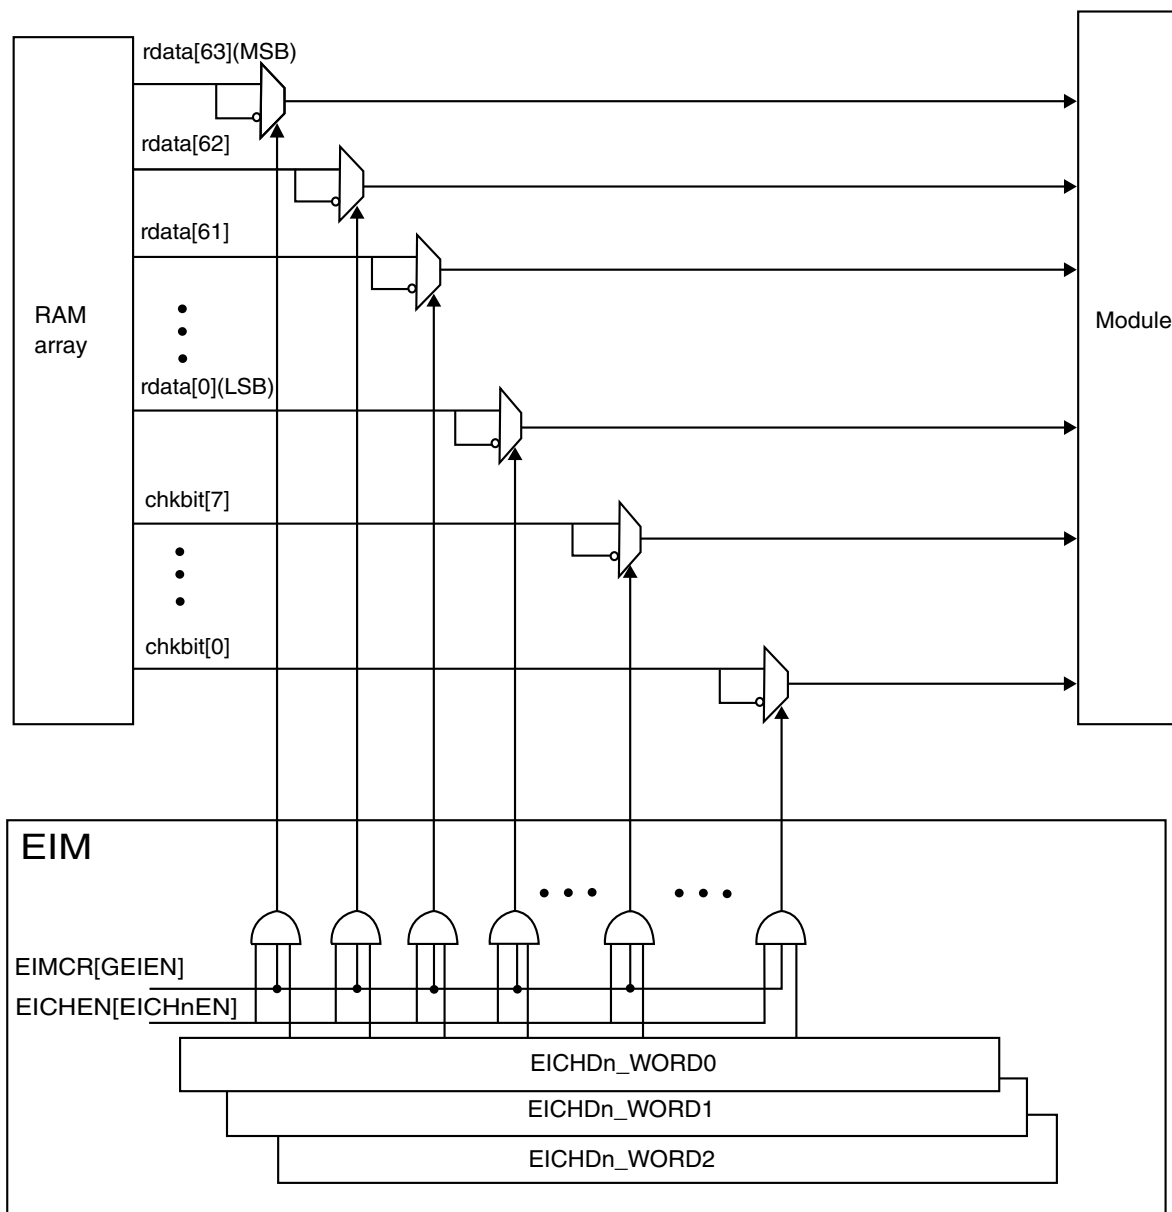 rdata[63](MSB)
rdata[62]
rdata[61]
RAM
array
Module
rdata[0](LSB)
chkbit[7]
chkbit[0]
EIM
EIMCR[GEIEN]
EICHEN[EICHnEN]
EICHDn_WORD0
EICHDn_WORD1
EICHDn_WORD2